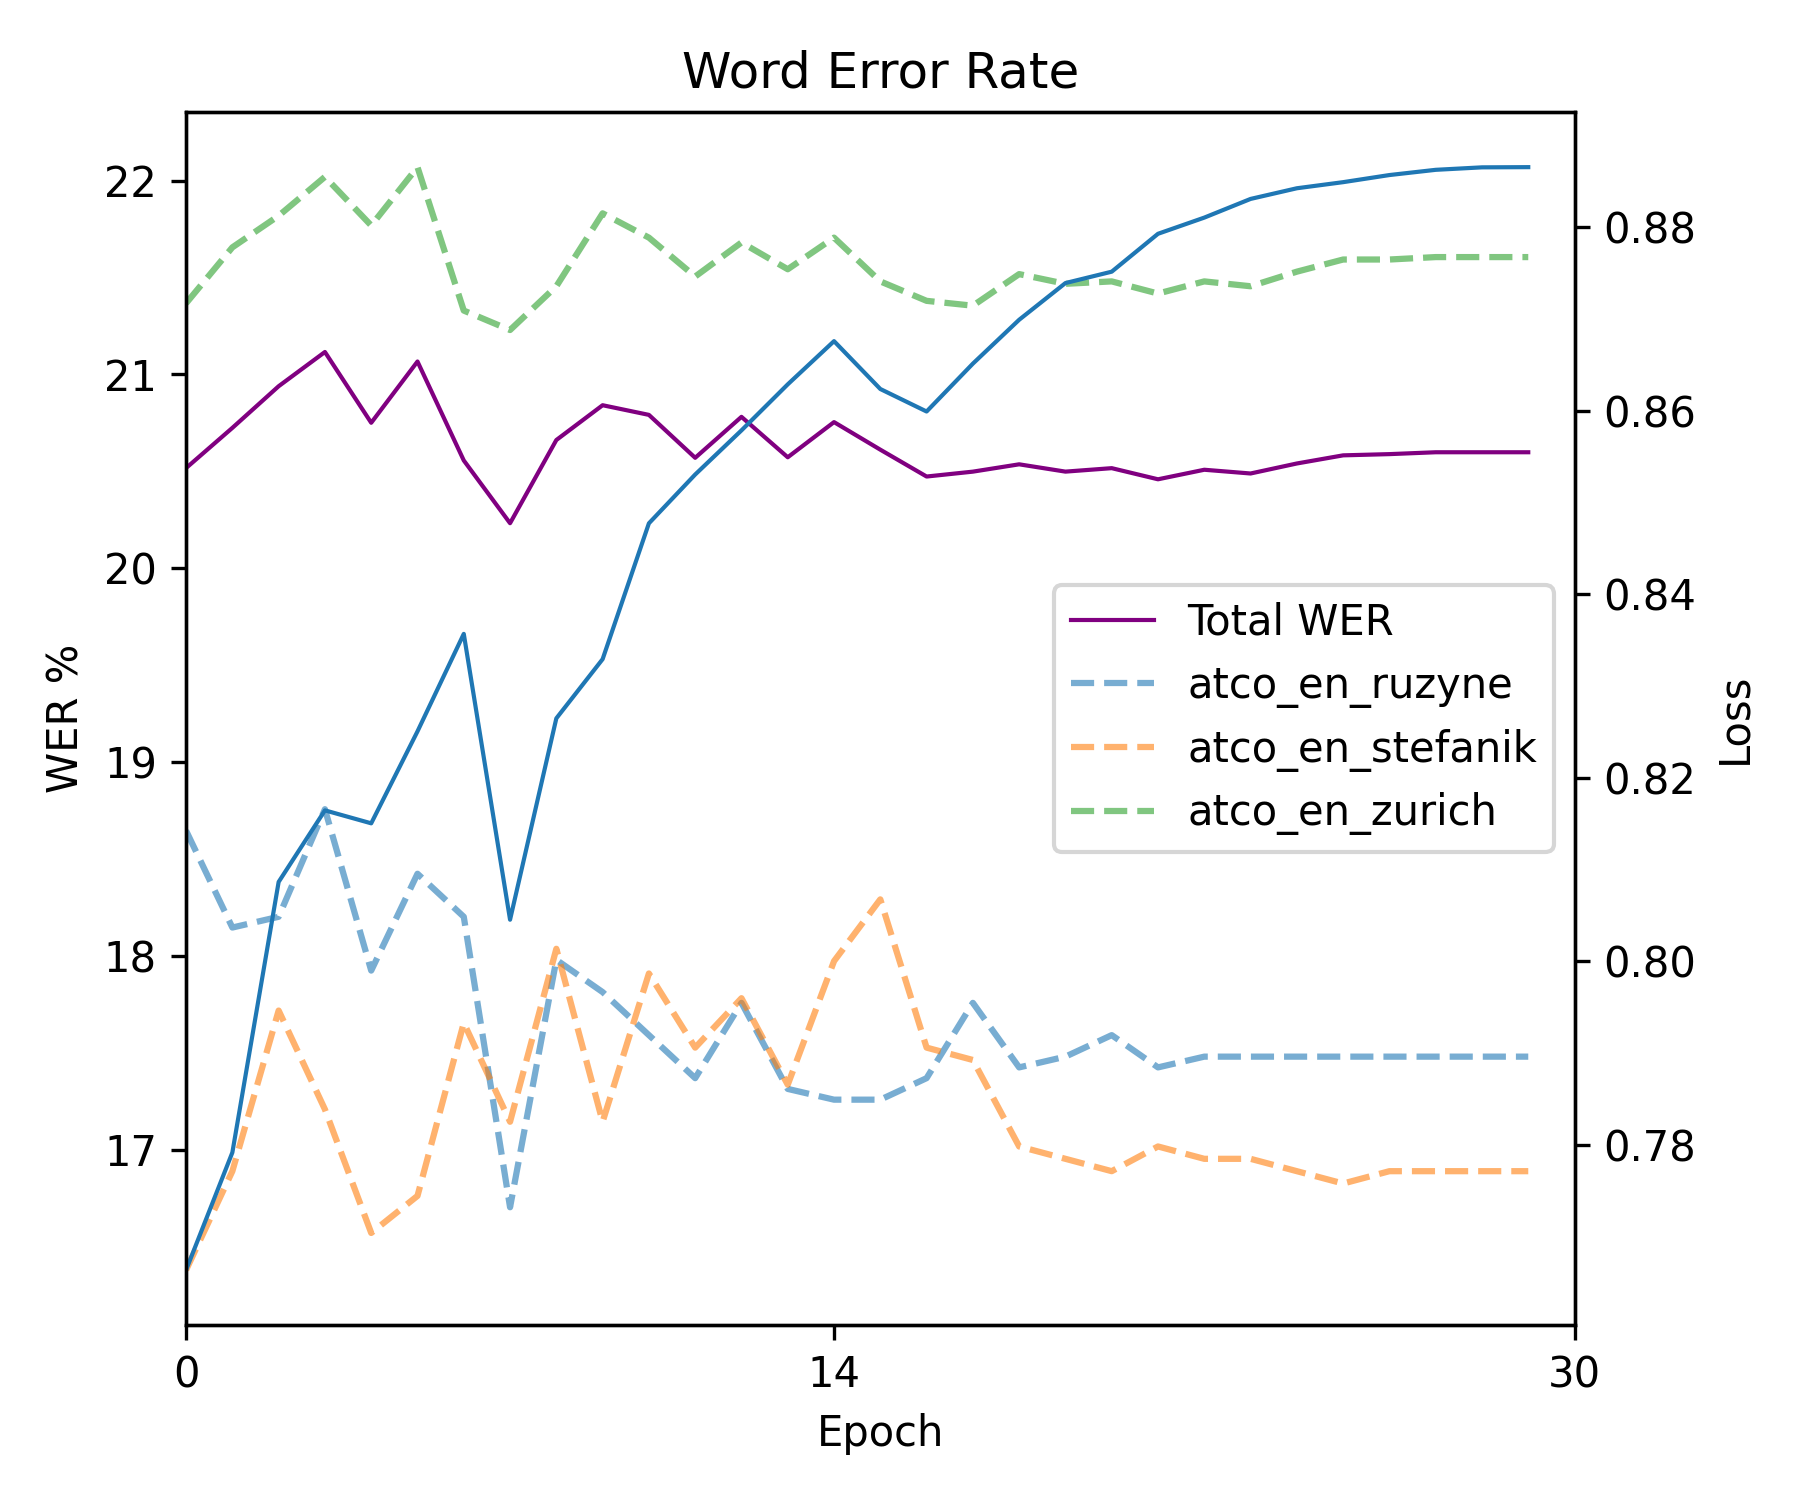 Word Error Rate
22
21
20
19
18
17
WER %
0.88
0.86
0.84
0.82
0.80
0.78
Loss
Total WER
atco_en_ruzyne
atco_en_stefanik
atco_en_zurich
0
14
30
Epoch